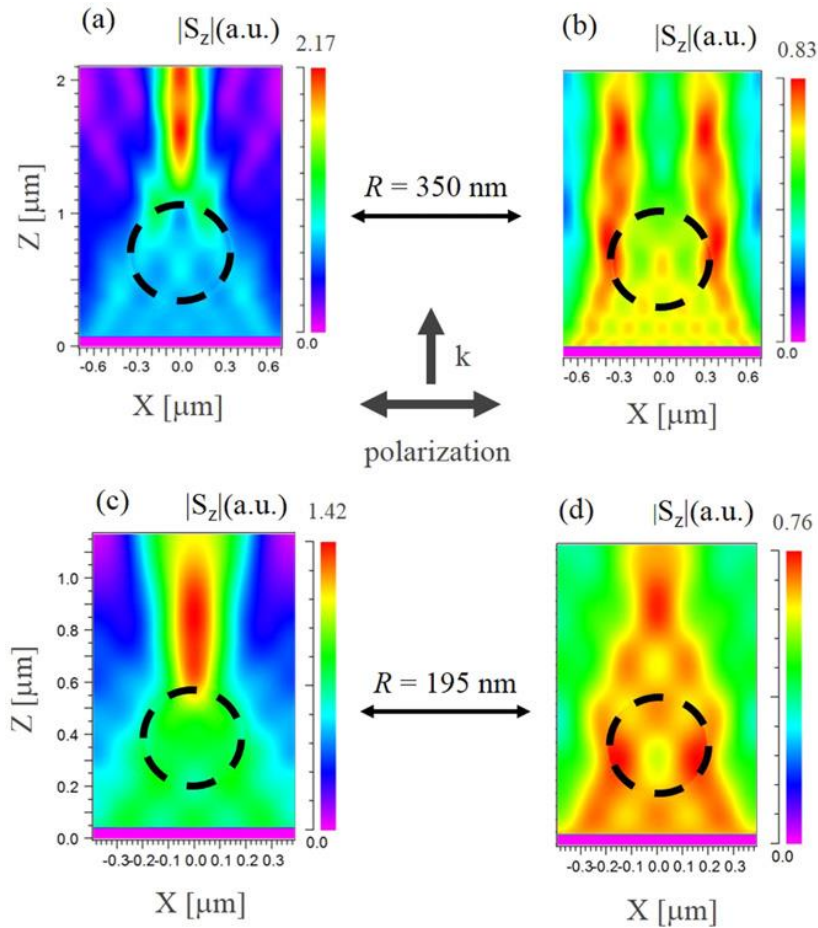 (a)
|Sz|(a.u.)
2.17
(b)
|Sz|(a.u.)
0.83
Z [μm]
2
1
0
0.0
-0.6 -0.3 0.0 0.3 0.6
X [μm]
R = 350 nm
k
polarization
0.0
-0.6 -0.3 0.0 0.3 0.6
X [μm]
(c)
|Sz|(a.u.)
1.42
(d)
|Sz|(a.u.)
0.76
Z [μm]
1.0
0.8
0.6
0.4
0.2
0.0
0.0
-0.3 -0.2 -0.1 0.0 0.1 0.2 0.3
X [μm]
R = 195 nm
0.0
-0.3 -0.2 -0.1 0.0 0.1 0.2 0.3
X [μm]